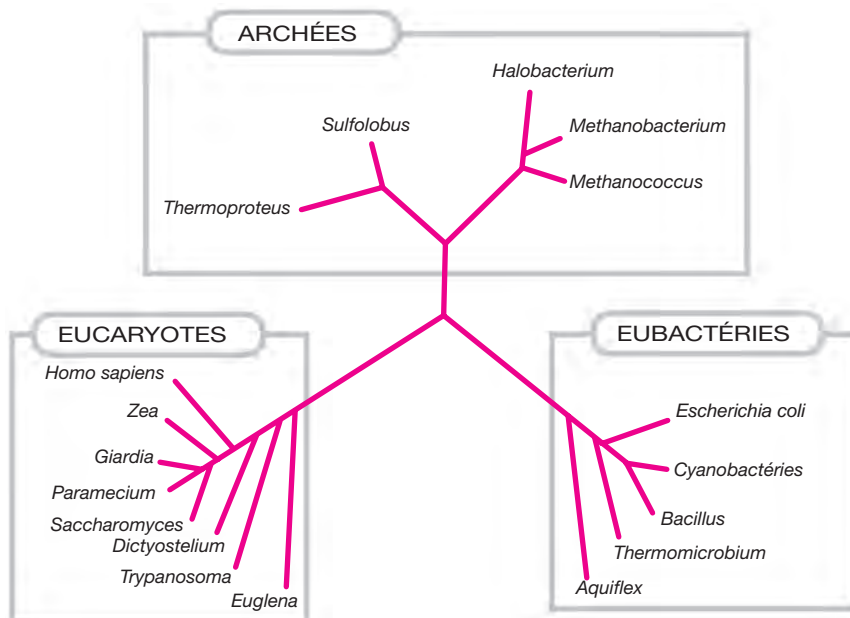 ARCHÉES
Halobacterium
Sulfolobus
Methanobacterium
Methanococcus
Thermoproteus
EUCARYOTES
Homo sapiens
Zea
Giardia
Paramecium
Saccharomyces
Dictyostelium
Trypanosoma
Euglena
EUBACTÉRIES
Escherichia coli
Cyanobactéries
Bacillus
Thermomicrobium
Aquiflex